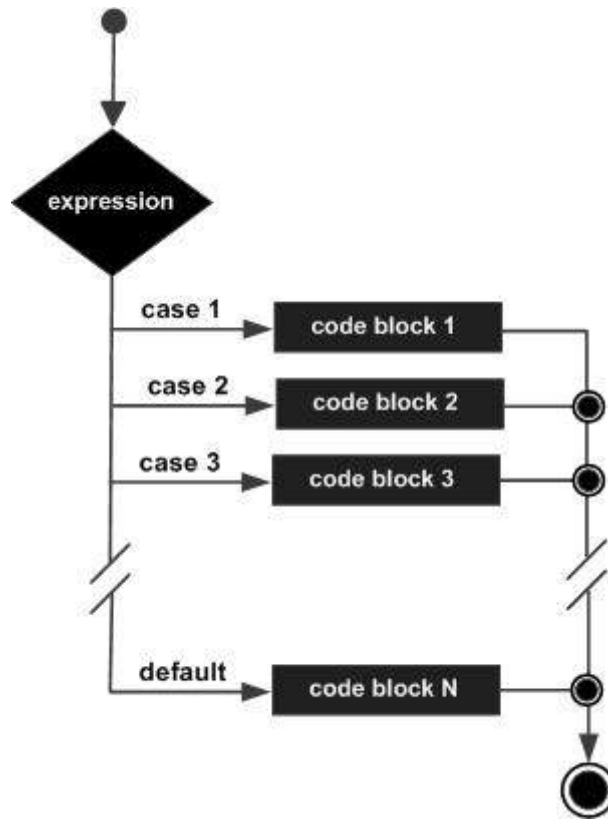 expression
case 1
code block 1
case 2
code block 2
case 3
code block 3
default
code block N